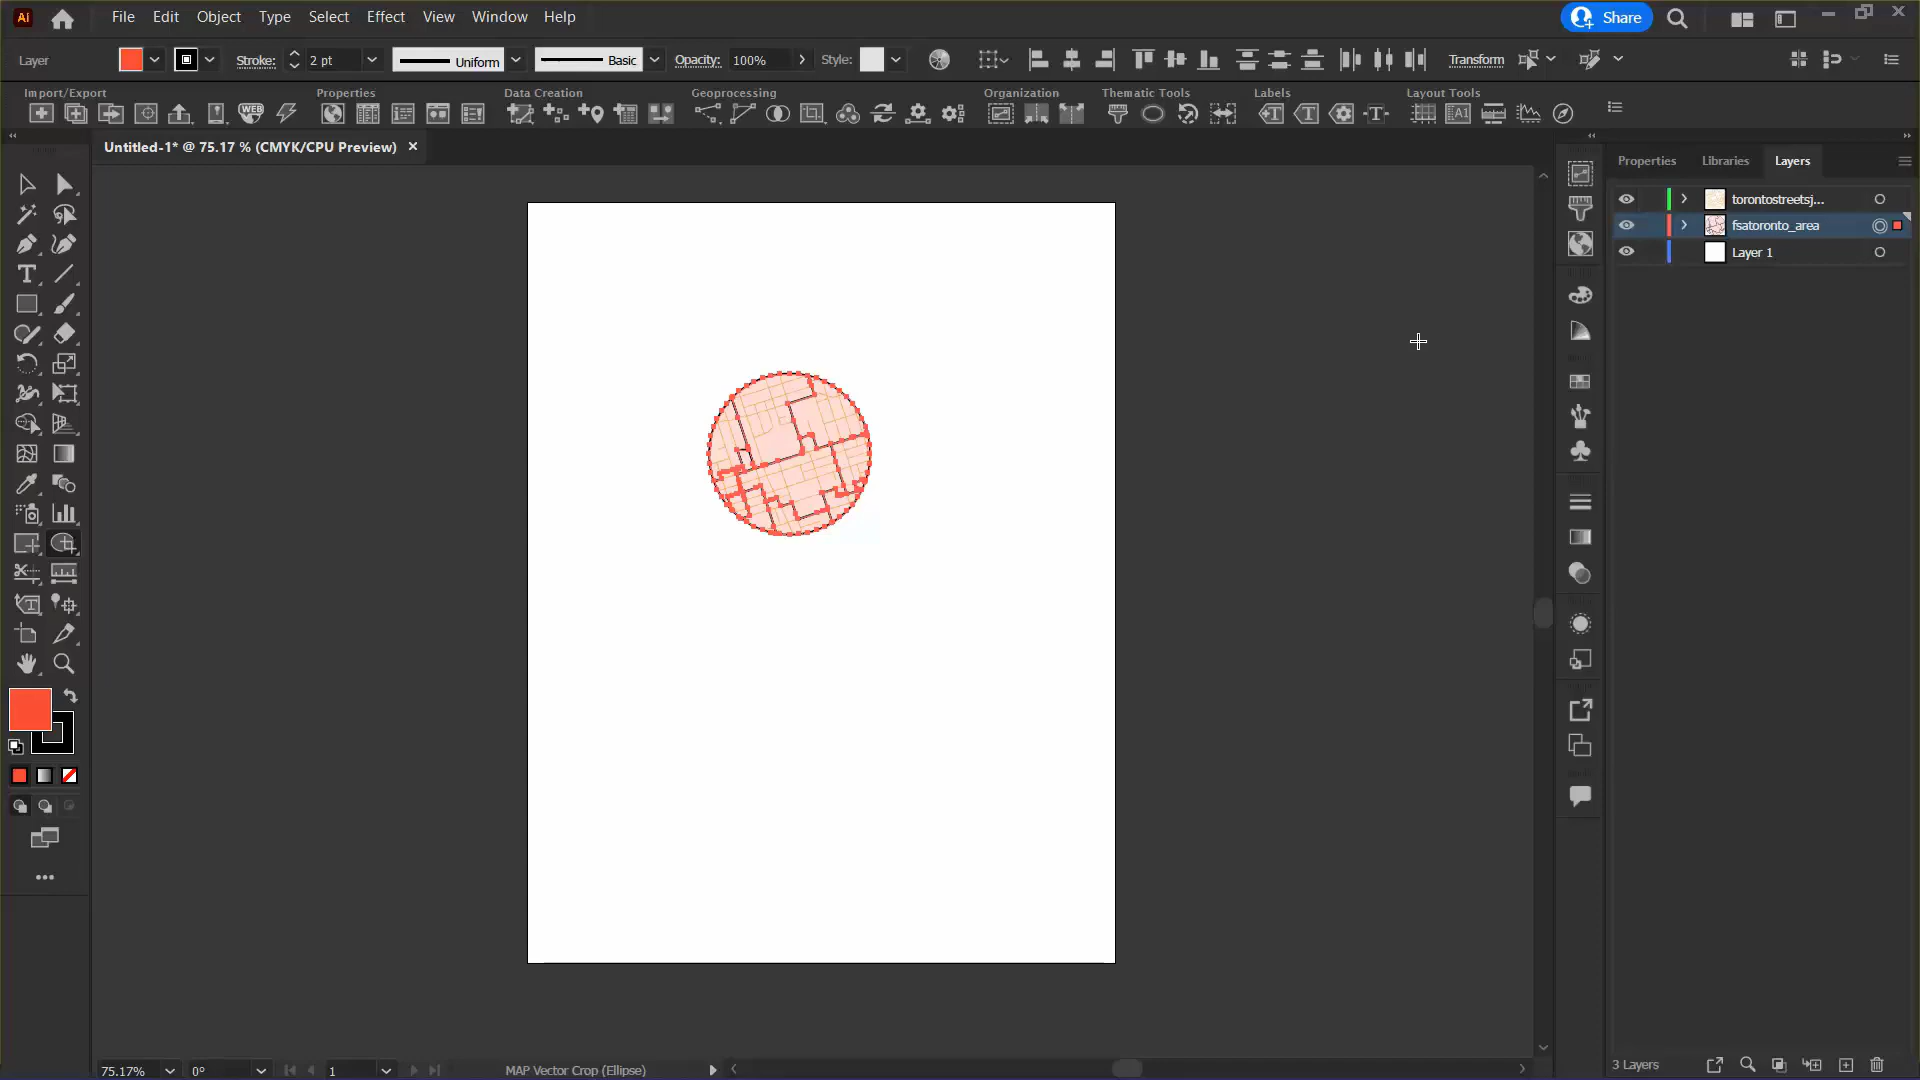 Ai File Edit Object Type Select Effect View Window Help Share
Layer Stroke: 2 pt Uniform Basic Opacity: 100% Style: Transform
Import/Export Properties Data Creation Geoprocessing Organization Thematic Tools Labels Layout Tools
Untitled-1* @ 75.17 % (CMYK/CPU Preview)
Properties Libraries Layers
torontostreetsj...
fsatoronto_area
Layer 1
75.17% 0° 1 MAP Vector Crop (Ellipse)
3 Layers